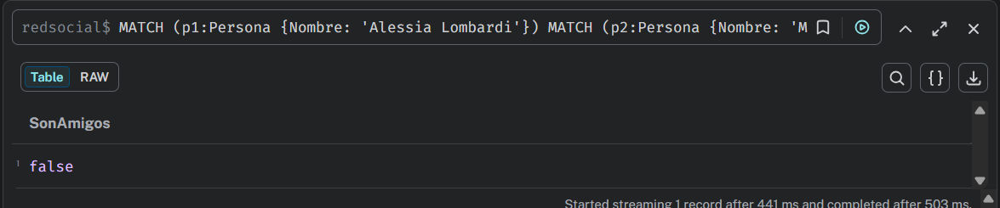 redsocial$ MATCH (p1:Persona {Nombre: 'Alessia Lombardi'}) MATCH (p2:Persona {Nombre: 'M
Table RAW
SonAmigos
1 false
Started streaming 1 record after 441 ms and completed after 503 ms.